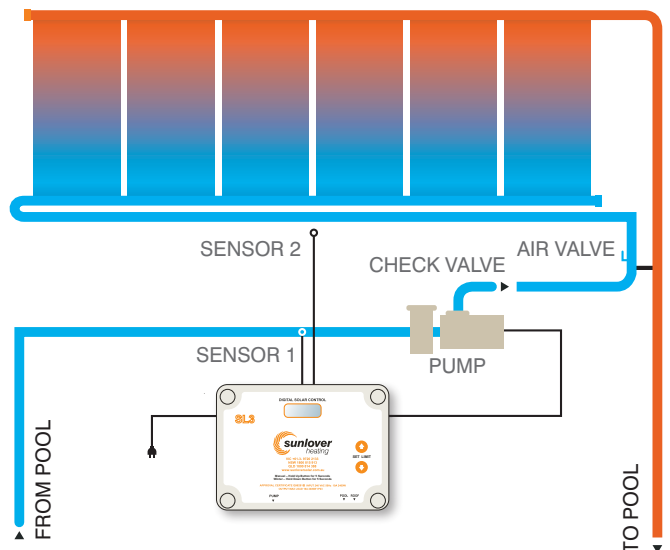 SENSOR 2
AIR VALVE
CHECK VALVE
SENSOR 1
PUMP
DIGITAL SOLAR CONTROL
SL3
sunlover
heating
SET LIMIT
PUMP
POOL ROOF
FROM POOL
TO POOL